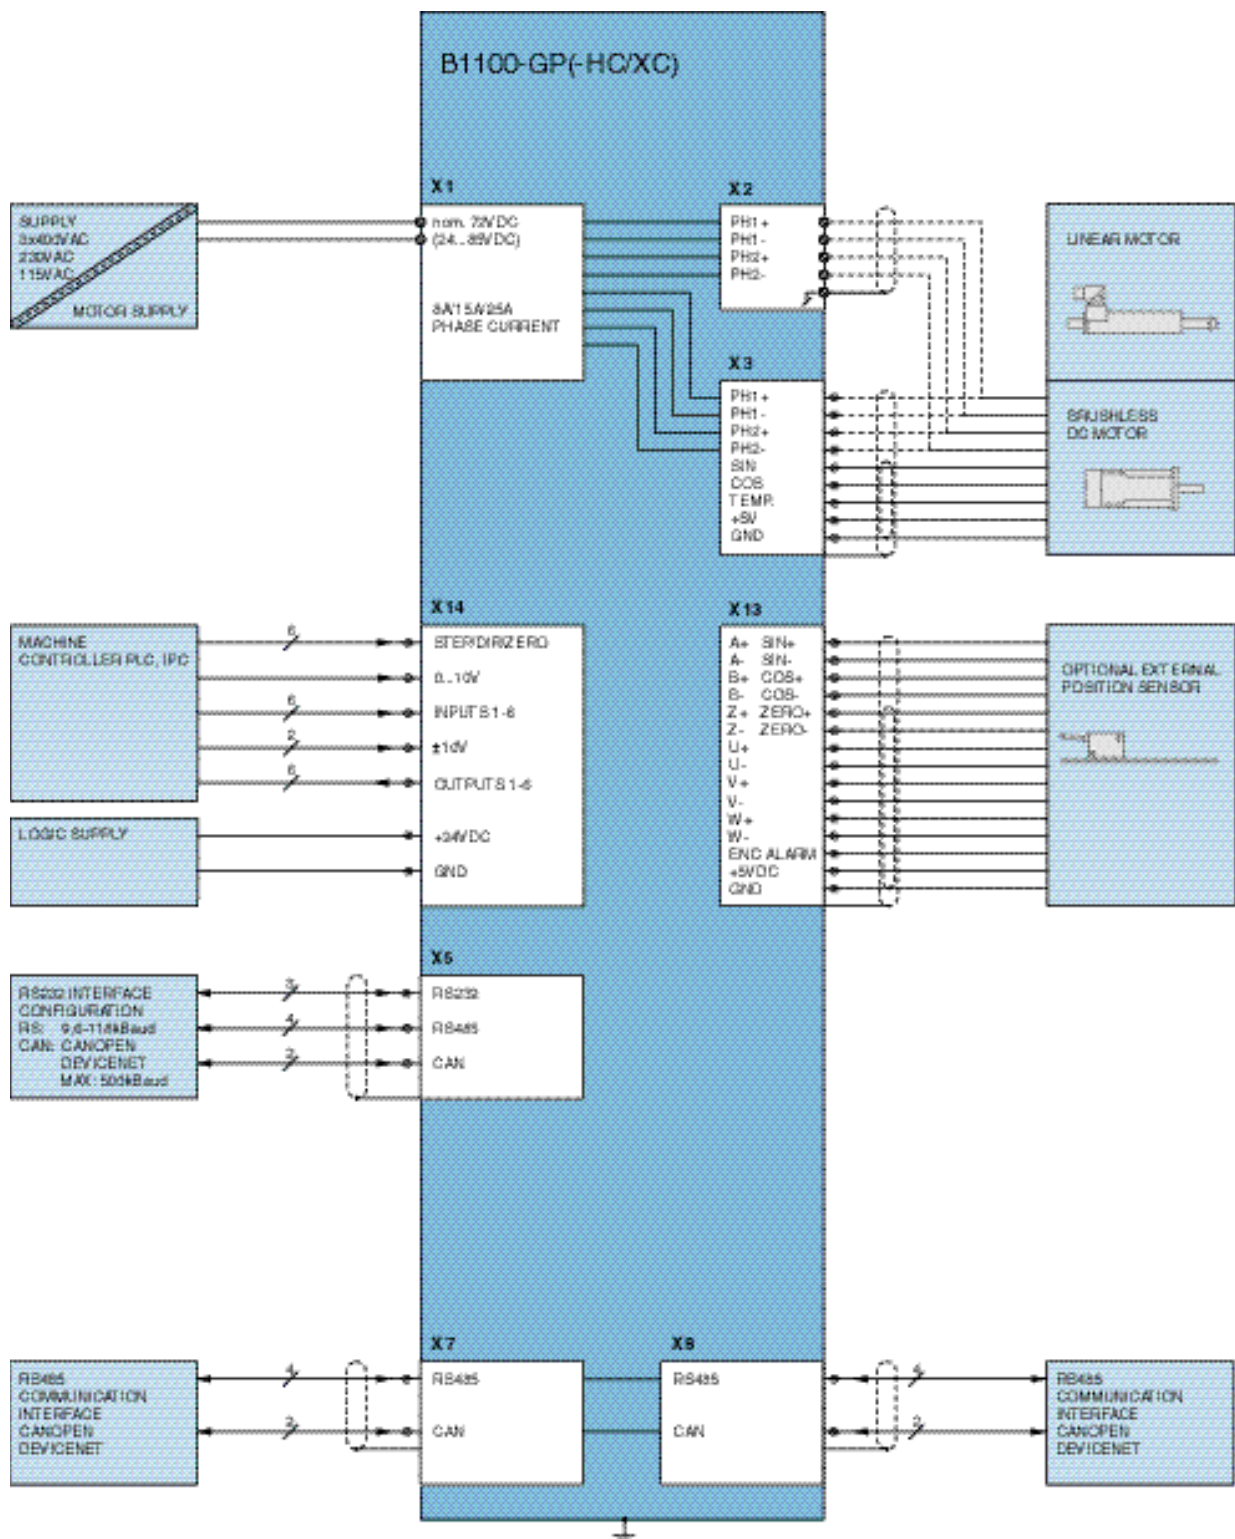 B1100-GP(-HC/XC)
X1
X2
SUPPLY
3x400VAC
230VAC
115VAC
MOTOR SUPPLY
nom. 72VDC
(24...85VDC)
8A/15A/25A
PHASE CURRENT
PH1+
PH1-
PH2+
PH2-
LINEAR MOTOR
X3
PH1+
PH1-
PH2+
PH2-
SIN
COS
TEMP.
+5V
GND
BRUSHLESS
DC MOTOR
X14
X13
MACHINE
CONTROLLER PLC, IPC
6
6
2
6
STEP/DIR/ZERO
0...10V
INPUTS 1-6
±10V
OUTPUTS 1-6
LOGIC SUPPLY
+24VDC
GND
A+ SIN+
A- SIN-
B+ COS+
B- COS-
Z+ ZERO+
Z- ZERO-
U+
U-
V+
V-
W+
W-
ENC ALARM
+5VDC
GND
OPTIONAL EXTERNAL
POSITION SENSOR
X5
RS232 INTERFACE
CONFIGURATION
RS: 9,6-115kBaud
CAN: CANOPEN
DEVICENET
MAX: 500kBaud
3
4
2
RS232
RS485
CAN
X7
X8
RS485
COMMUNICATION
INTERFACE
CANOPEN
DEVICENET
4
2
RS485
CAN
RS485
CAN
4
2
RS485
COMMUNICATION
INTERFACE
CANOPEN
DEVICENET